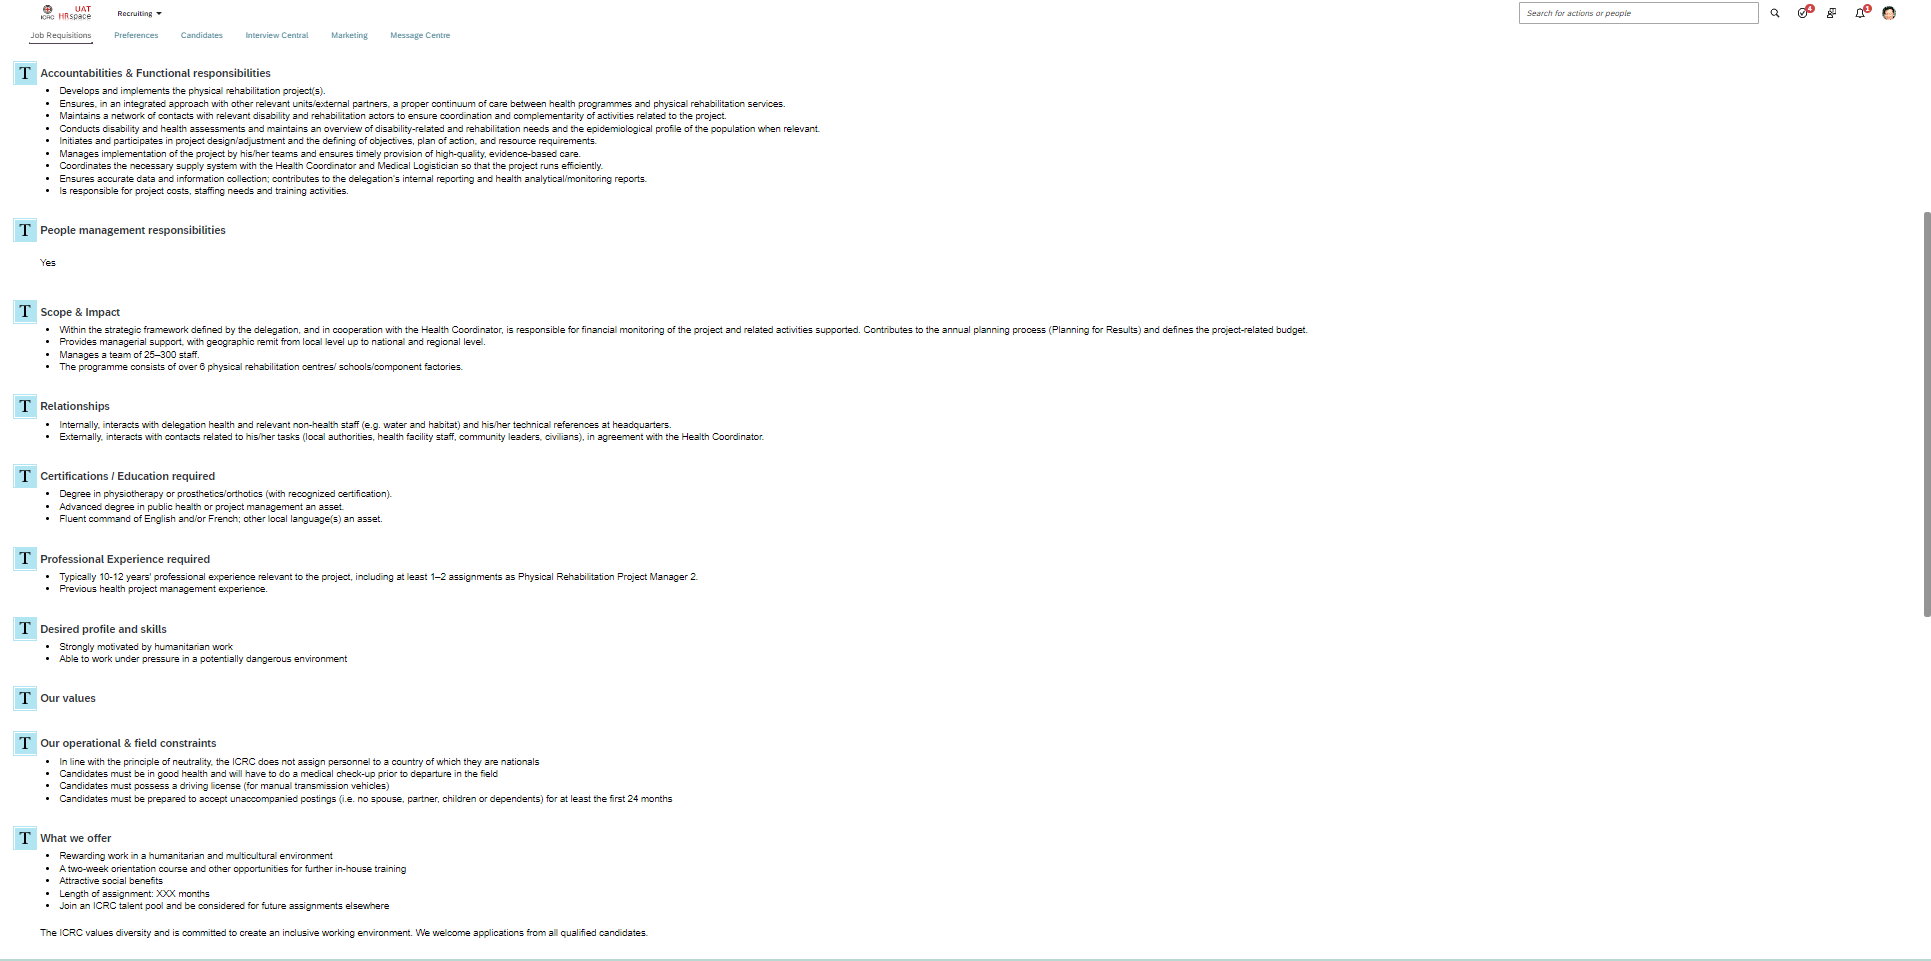 UAT
ICRC HRspace
Recruiting
Search for actions or people
4
1
Job Requisitions
Preferences
Candidates
Interview Central
Marketing
Message Centre
T Accountabilities & Functional responsibilities
• Develops and implements the physical rehabilitation project(s).
• Ensures, in an integrated approach with other relevant units/external partners, a proper continuum of care between health programmes and physical rehabilitation services.
• Maintains a network of contacts with relevant disability and rehabilitation actors to ensure coordination and complementarity of activities related to the project.
• Conducts disability and health assessments and maintains an overview of disability-related and rehabilitation needs and the epidemiological profile of the population when relevant.
• Initiates and participates in project design/adjustment and the defining of objectives, plan of action, and resource requirements.
• Manages implementation of the project by his/her teams and ensures timely provision of high-quality, evidence-based care.
• Coordinates the necessary supply system with the Health Coordinator and Medical Logistician so that the project runs efficiently.
• Ensures accurate data and information collection; contributes to the delegation's internal reporting and health analytical/monitoring reports.
• Is responsible for project costs, staffing needs and training activities.
T People management responsibilities
Yes
T Scope & Impact
• Within the strategic framework defined by the delegation, and in cooperation with the Health Coordinator, is responsible for financial monitoring of the project and related activities supported. Contributes to the annual planning process (Planning for Results) and defines the project-related budget.
• Provides managerial support, with geographic remit from local level up to national and regional level.
• Manages a team of 25–300 staff.
• The programme consists of over 6 physical rehabilitation centres/ schools/component factories.
T Relationships
• Internally, interacts with delegation health and relevant non-health staff (e.g. water and habitat) and his/her technical references at headquarters.
• Externally, interacts with contacts related to his/her tasks (local authorities, health facility staff, community leaders, civilians), in agreement with the Health Coordinator.
T Certifications / Education required
• Degree in physiotherapy or prosthetics/orthotics (with recognized certification).
• Advanced degree in public health or project management an asset.
• Fluent command of English and/or French; other local language(s) an asset.
T Professional Experience required
• Typically 10-12 years' professional experience relevant to the project, including at least 1–2 assignments as Physical Rehabilitation Project Manager 2.
• Previous health project management experience.
T Desired profile and skills
• Strongly motivated by humanitarian work
• Able to work under pressure in a potentially dangerous environment
T Our values
T Our operational & field constraints
• In line with the principle of neutrality, the ICRC does not assign personnel to a country of which they are nationals
• Candidates must be in good health and will have to do a medical check-up prior to departure in the field
• Candidates must possess a driving license (for manual transmission vehicles)
• Candidates must be prepared to accept unaccompanied postings (i.e. no spouse, partner, children or dependents) for at least the first 24 months
T What we offer
• Rewarding work in a humanitarian and multicultural environment
• A two-week orientation course and other opportunities for further in-house training
• Attractive social benefits
• Length of assignment: XXX months
• Join an ICRC talent pool and be considered for future assignments elsewhere
The ICRC values diversity and is committed to create an inclusive working environment. We welcome applications from all qualified candidates.